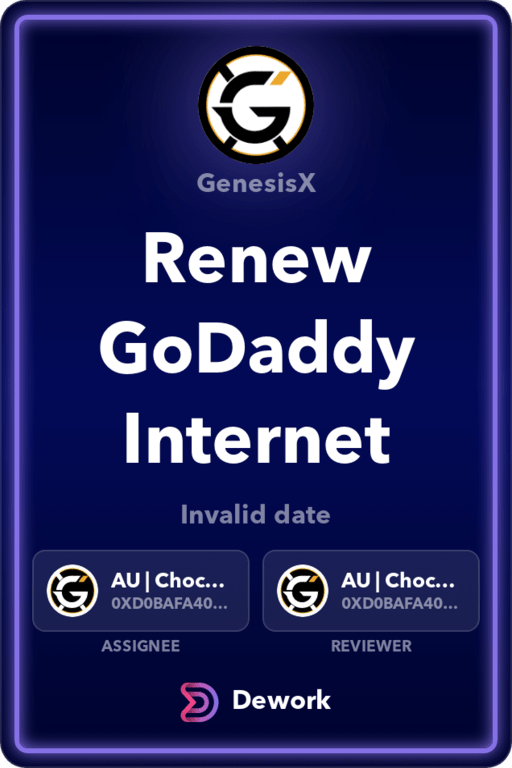 GenesisX
Renew
GoDaddy
Internet
Invalid date
AU | Choc... AU | Choc...
0XD0BAFA40... 0XD0BAFA40...
ASSIGNEE REVIEWER
Dework